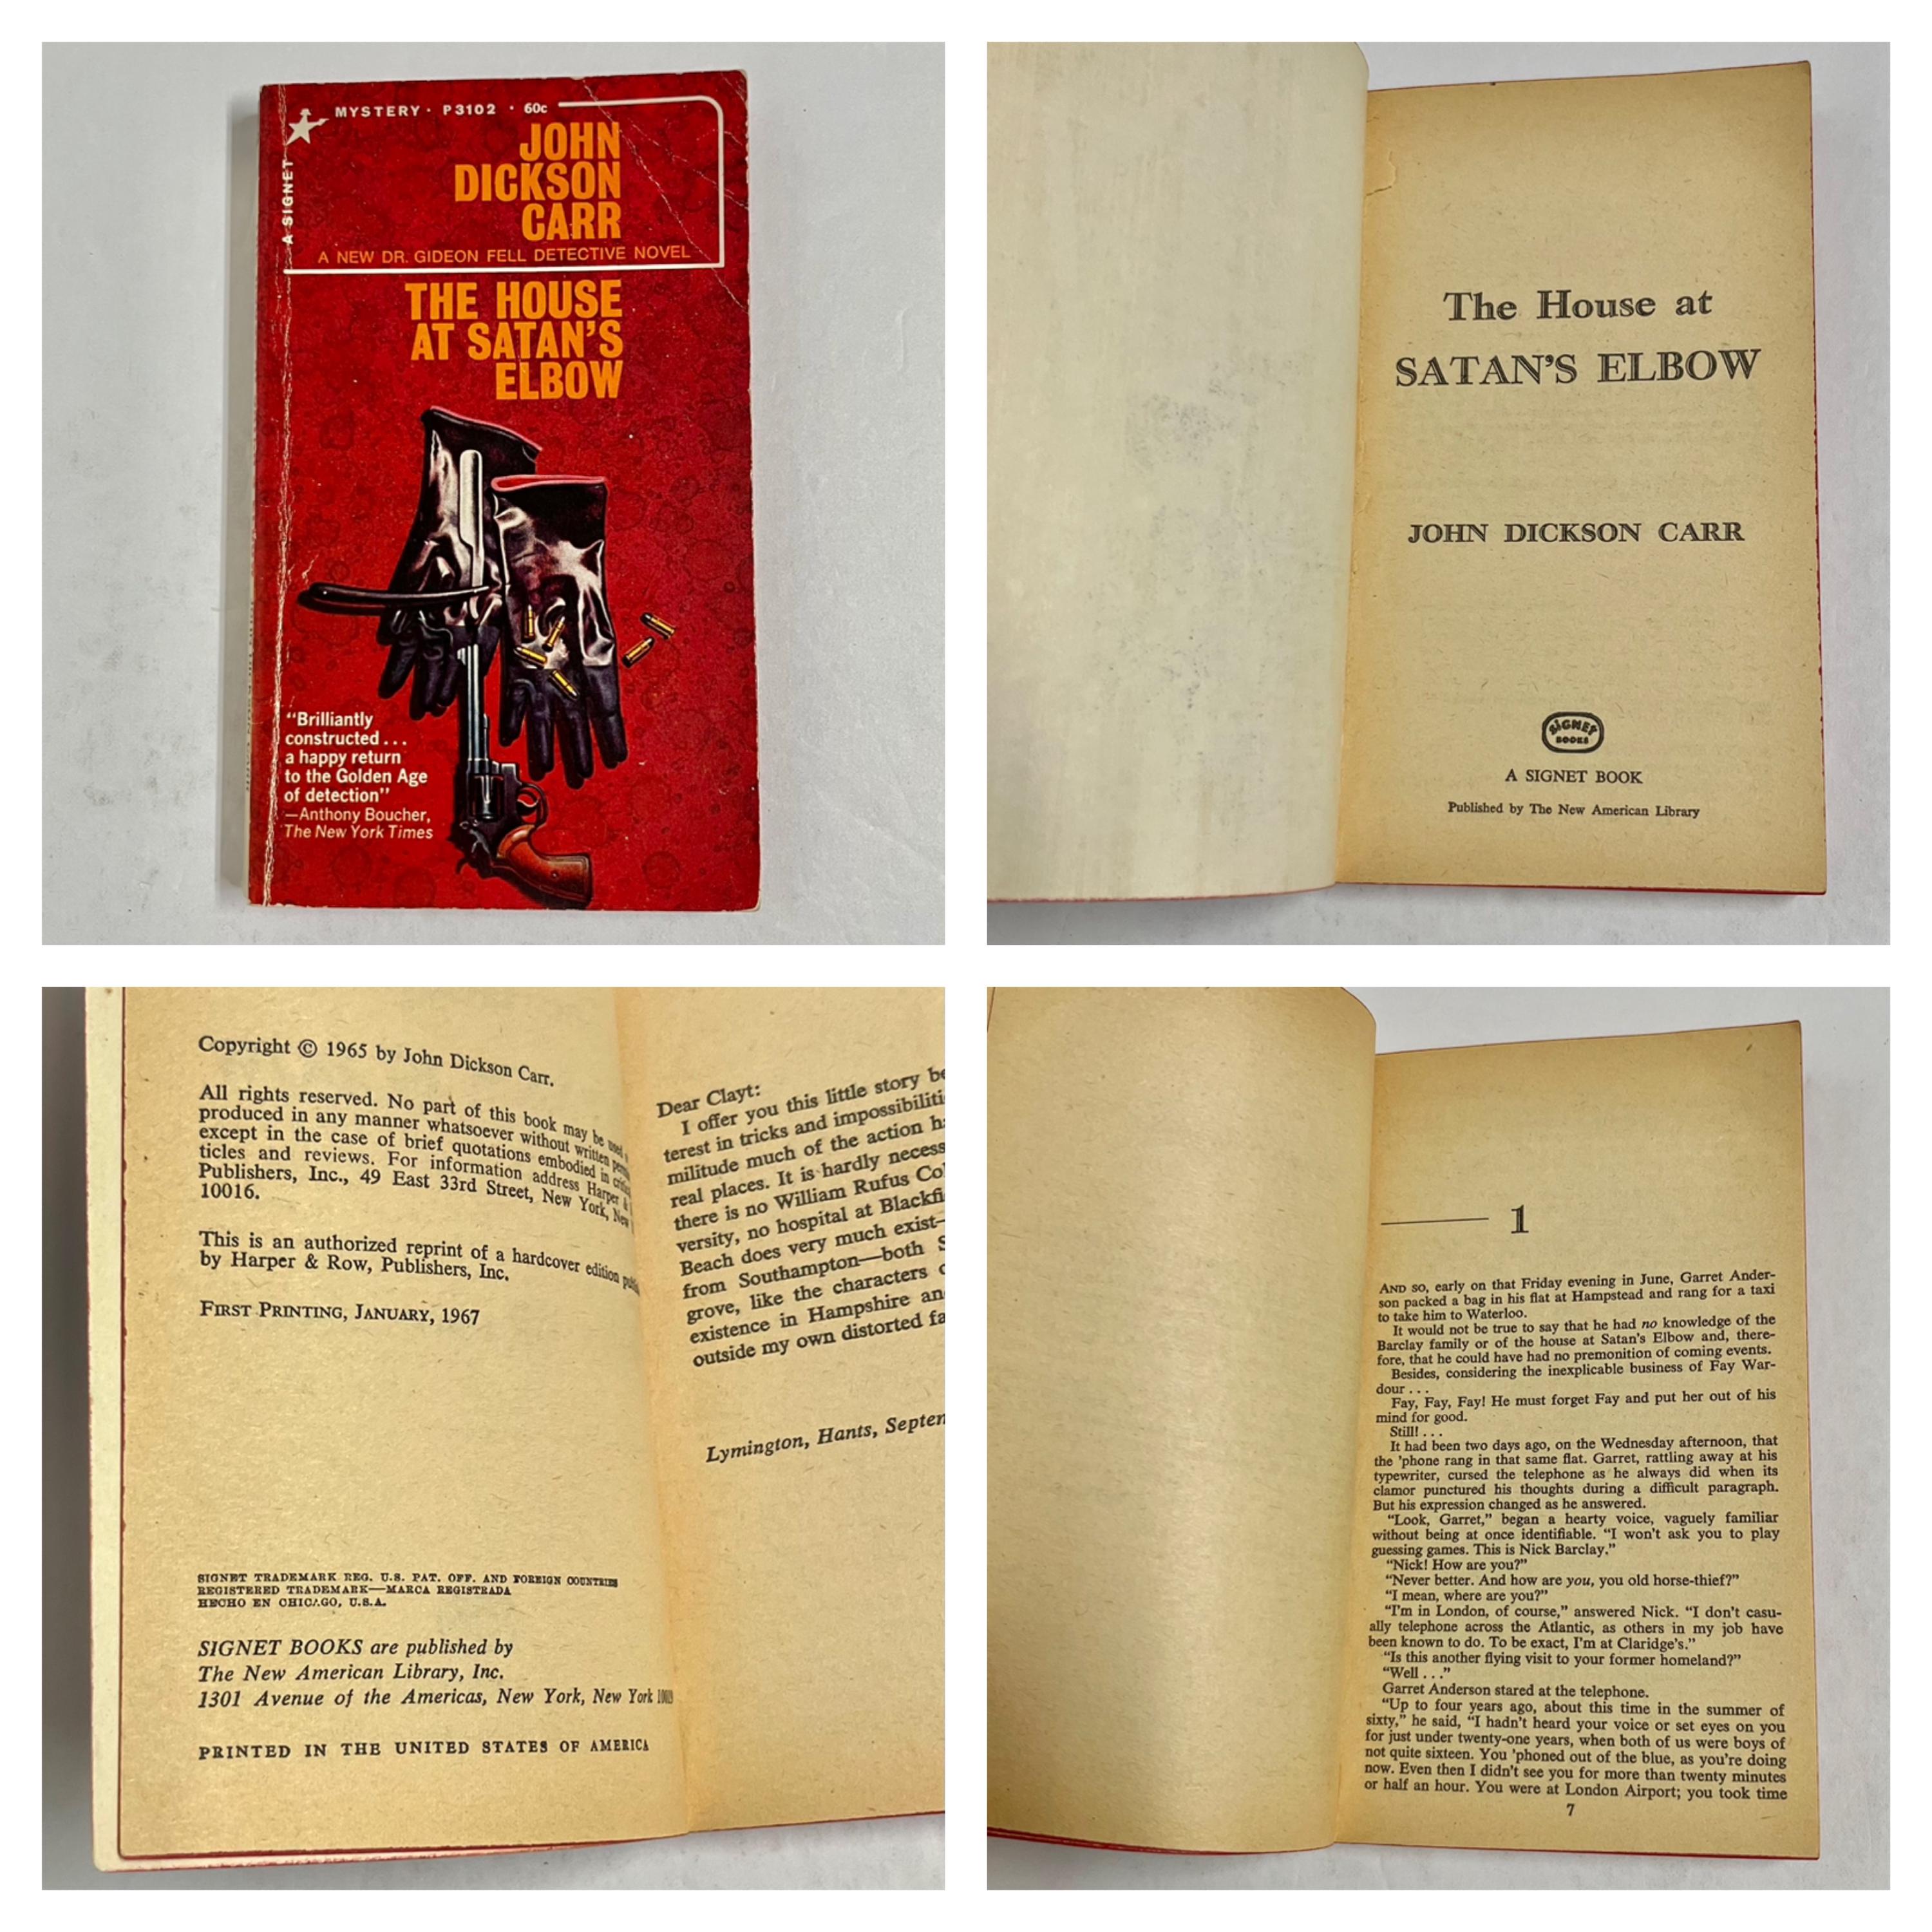 MYSTERY · P3102 · 60c
A SIGNET
JOHN
DICKSON
CARR
A NEW DR. GIDEON FELL DETECTIVE NOVEL
THE HOUSE
AT SATAN'S
ELBOW
"Brilliantly
constructed...
a happy return
to the Golden Age
of detection"
—Anthony Boucher,
The New York Times
The House at
SATAN'S ELBOW
JOHN DICKSON CARR
SIGNET
BOOKS
A SIGNET BOOK
Published by The New American Library
Copyright © 1965 by John Dickson Carr.
All rights reserved. No part of this book may be used
produced in any manner whatsoever without written
except in the case of brief quotations embodied in
ticles and reviews. For information address Harper &
Publishers, Inc., 49 East 33rd Street, New York, New
10016.
This is an authorized reprint of a hardcover edition
by Harper & Row, Publishers, Inc.
FIRST PRINTING, JANUARY, 1967
SIGNET TRADEMARK REG. U.S. PAT. OFF. AND FOREIGN COUNTRIES
REGISTERED TRADEMARK—MARCA REGISTRADA
HECHO EN CHICAGO, U.S.A.
SIGNET BOOKS are published by
The New American Library, Inc.
1301 Avenue of the Americas, New York, New York 10019
PRINTED IN THE UNITED STATES OF AMERICA
Dear Clayt:
I offer you this little story
terest in tricks and impossibiliti
militude much of the action
real places. It is hardly necess
there is no William Rufus
versity, no hospital at Blackfi
Beach does very much exist—
from Southampton—both
grove, like the characters
existence in Hampshire an
outside my own distorted
Lymington, Hants, Septem
1
AND SO, early on that Friday evening in June, Garret Ander-
son packed a bag in his flat at Hampstead and rang for a taxi
to take him to Waterloo.
It would not be true to say that he had no knowledge of the
Barclay family or of the house at Satan's Elbow and, there-
fore, that he could have had no premonition of coming events.
Besides, considering the inexplicable business of Fay War-
dour...
Fay, Fay, Fay! He must forget Fay and put her out of his
mind for good.
Still!...
It had been two days ago, on the Wednesday afternoon, that
the 'phone rang in that same flat. Garret, rattling away at his
typewriter, cursed the telephone as he always did when its
clamor punctured his thoughts during a difficult paragraph.
But his expression changed as he answered.
"Look, Garret," began a hearty voice, vaguely familiar
without being at once identifiable. "I won't ask you to play
guessing games. This is Nick Barclay."
"Nick! How are you?"
"Never better. And how are you, you old horse-thief?"
"I mean, where are you?"
"I'm in London, of course," answered Nick. "I don't casu-
ally telephone across the Atlantic, as others in my job have
been known to do. To be exact, I'm at Claridge's."
"Is this another flying visit to your former homeland?"
"Well..."
Garret Anderson stared at the telephone.
"Up to four years ago, about this time in the summer of
sixty," he said, "I hadn't heard your voice or set eyes on you
for just under twenty-one years, when both of us were boys of
not quite sixteen. You 'phoned out of the blue, as you're doing
now. Even then I didn't see you for more than twenty minutes
or half an hour. You were at London Airport; you took time
7